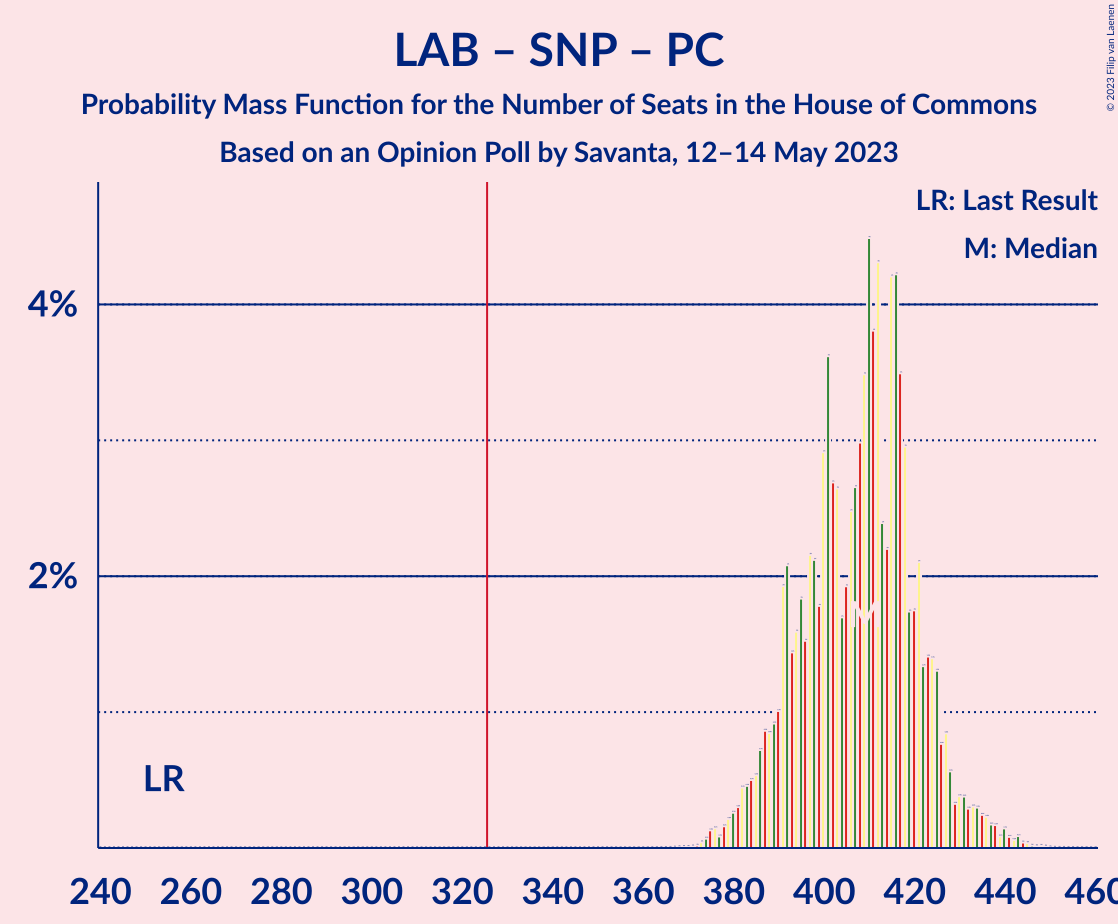 LAB – SNP – PC
Probability Mass Function for the Number of Seats in the House of Commons
Based on an Opinion Poll by Savanta, 12–14 May 2023
© 2023 Filip van Laenen
LR: Last Result
M: Median
4%
2%
M
LR
240 260 280 300 320 340 360 380 400 420 440 460